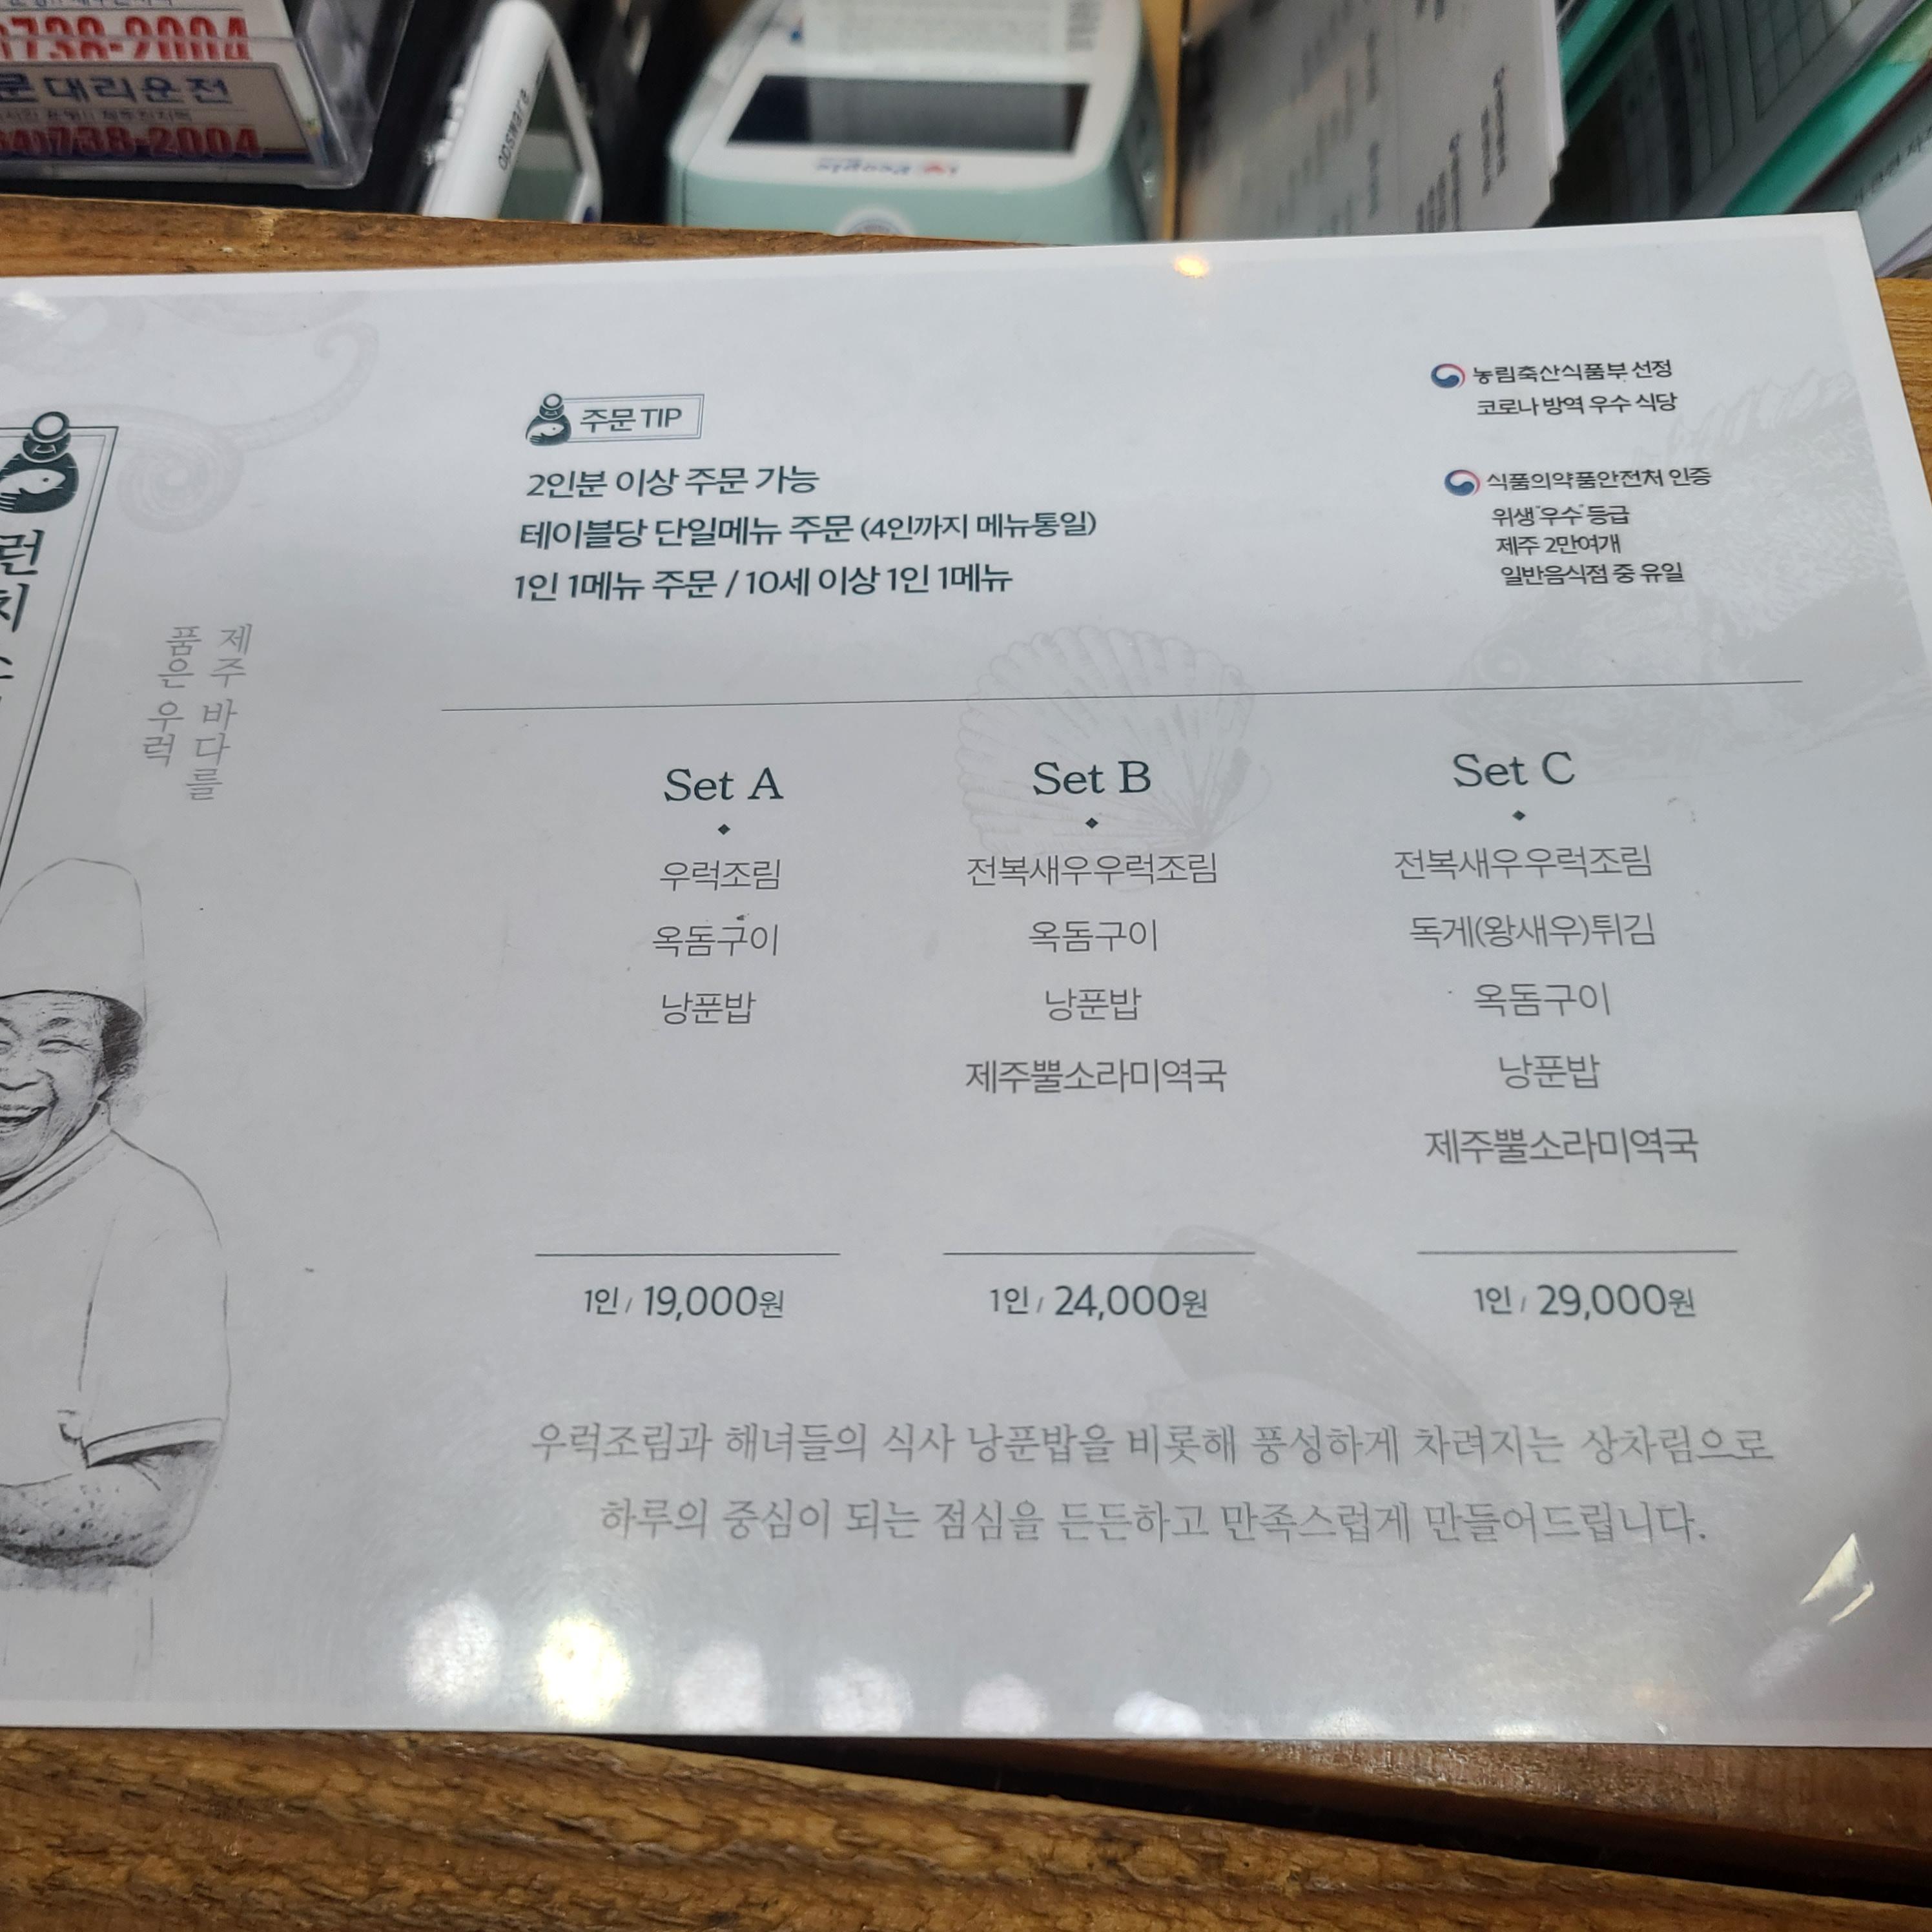 738-2004
대리운전
738-2004
cosware
런
치
제주 바다를
품은 우럭
주문 TIP
2인분 이상 주문 가능
테이블당 단일메뉴 주문 (4인까지 메뉴통일)
1인 1메뉴 주문 / 10세 이상 1인 1메뉴
농림축산식품부 선정
코로나 방역 우수 식당
식품의약품안전처 인증
위생"우수"등급
제주 2만여개
일반음식점 중 유일
Set A
우럭조림
옥돔구이
낭푼밥
1인 / 19,000원
Set B
전복새우우럭조림
옥돔구이
낭푼밥
제주뿔소라미역국
1인 / 24,000원
Set C
전복새우우럭조림
독게(왕새우)튀김
옥돔구이
낭푼밥
제주뿔소라미역국
1인 / 29,000원
우럭조림과 해녀들의 식사 낭푼밥을 비롯해 풍성하게 차려지는 상차림으로
하루의 중심이 되는 점심을 든든하고 만족스럽게 만들어드립니다.